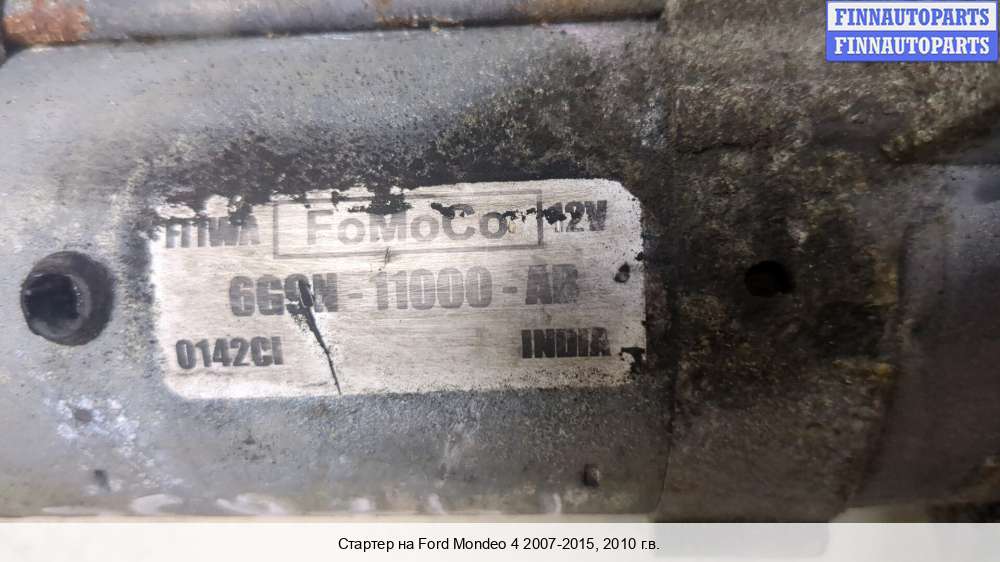 FINNAUTOPARTS
FINNAUTOPARTS
FoMoCo 12V
6G9N-11000-AB
0142CI INDIA
Стартер на Ford Mondeo 4 2007-2015, 2010 г.в.